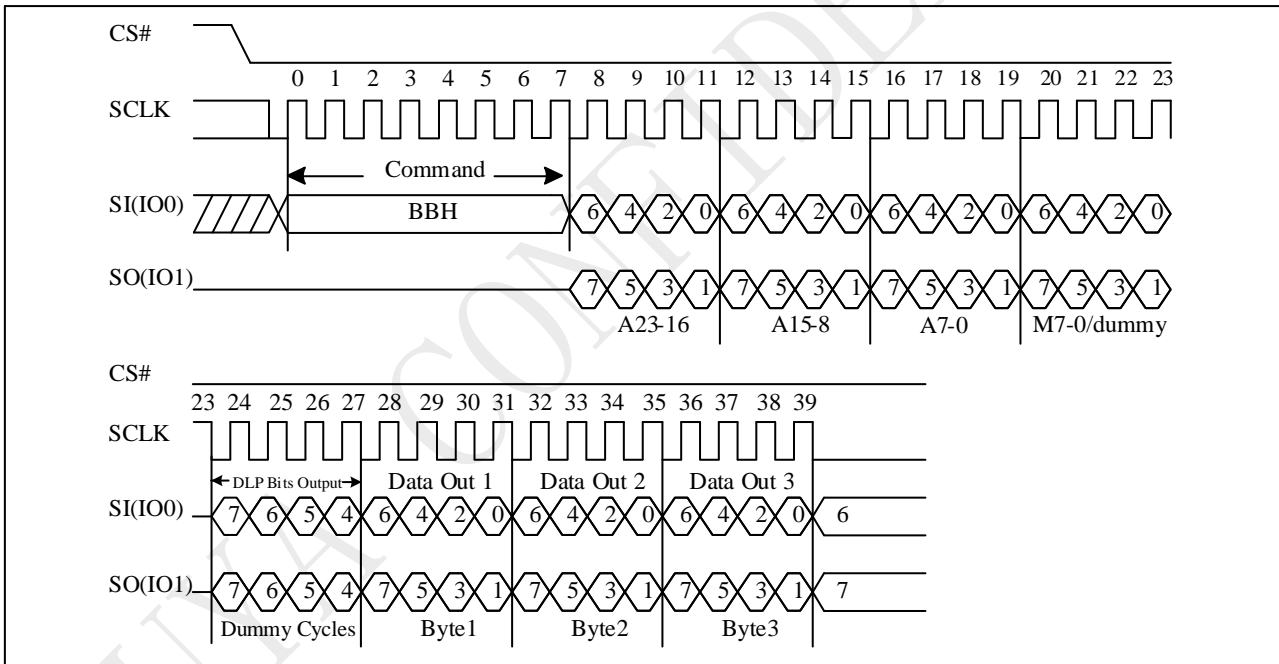 CS#
0 1 2 3 4 5 6 7 8 9 10 11 12 13 14 15 16 17 18 19 20 21 22 23
SCLK
Command
SI(IO0) BBH 6 4 2 0 6 4 2 0 6 4 2 0 6 4 2 0
SO(IO1) 7 5 3 1 7 5 3 1 7 5 3 1 7 5 3 1
A23-16 A15-8 A7-0 M7-0/dummy
CS#
23 24 25 26 27 28 29 30 31 32 33 34 35 36 37 38 39
SCLK
DLP Bits Output Data Out 1 Data Out 2 Data Out 3
SI(IO0) 7 6 5 4 6 4 2 0 6 4 2 0 6 4 2 0 6
SO(IO1) 7 6 5 4 7 5 3 1 7 5 3 1 7 5 3 1 7
Dummy Cycles Byte1 Byte2 Byte3